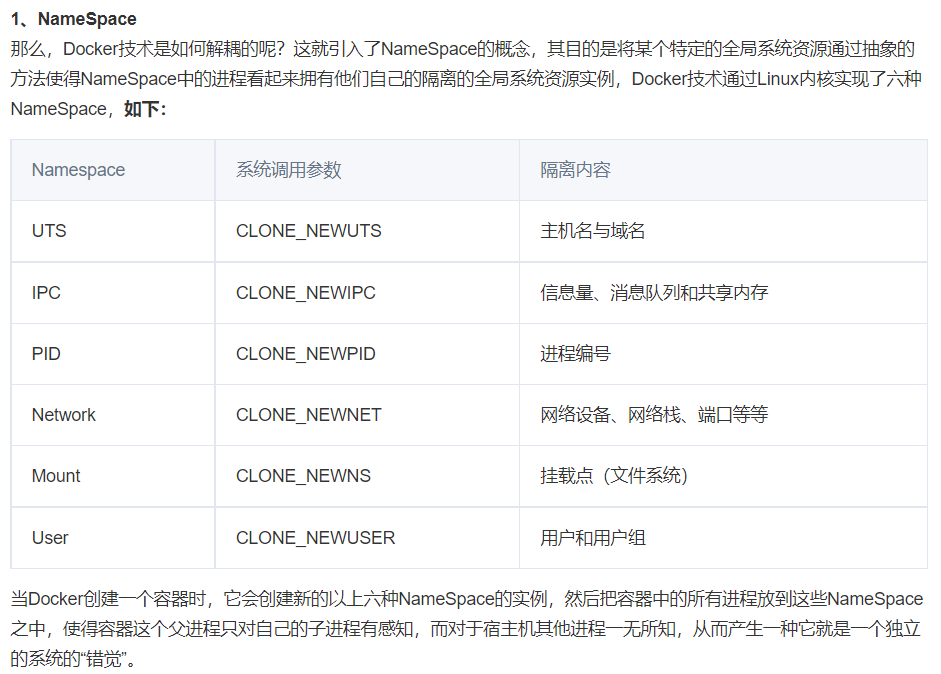 1、NameSpace
那么，Docker技术是如何解耦的呢？这就引入了NameSpace的概念，其目的是将某个特定的全局系统资源通过抽象的
方法使得NameSpace中的进程看起来拥有他们自己的隔离的全局系统资源实例，Docker技术通过Linux内核实现了六种
NameSpace，如下：
Namespace 系统调用参数 隔离内容
UTS CLONE_NEWUTS 主机名与域名
IPC CLONE_NEWIPC 信息量、消息队列和共享内存
PID CLONE_NEWPID 进程编号
Network CLONE_NEWNET 网络设备、网络栈、端口等等
Mount CLONE_NEWNS 挂载点（文件系统）
User CLONE_NEWUSER 用户和用户组
当Docker创建一个容器时，它会创建新的以上六种NameSpace的实例，然后把容器中的所有进程放到这些NameSpace
之中，使得容器这个父进程只对自己的子进程有感知，而对于宿主机其他进程一无所知，从而产生一种它就是一个独立
的系统的“错觉”。